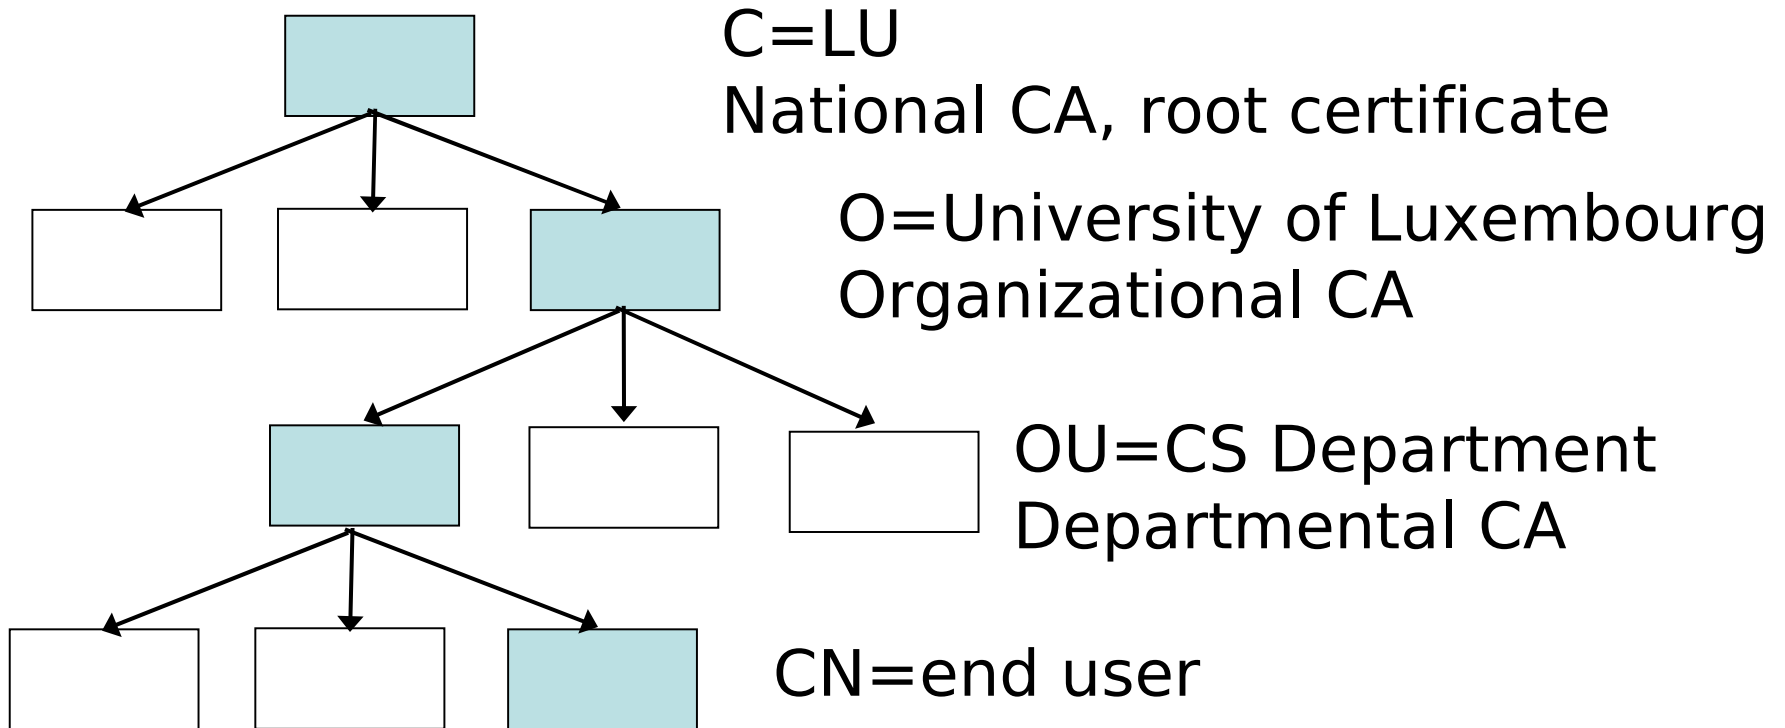 C=LU
National CA, root certificate
O=University of Luxembourg
Organizational CA
OU=CS Department
Departmental CA
CN=end user